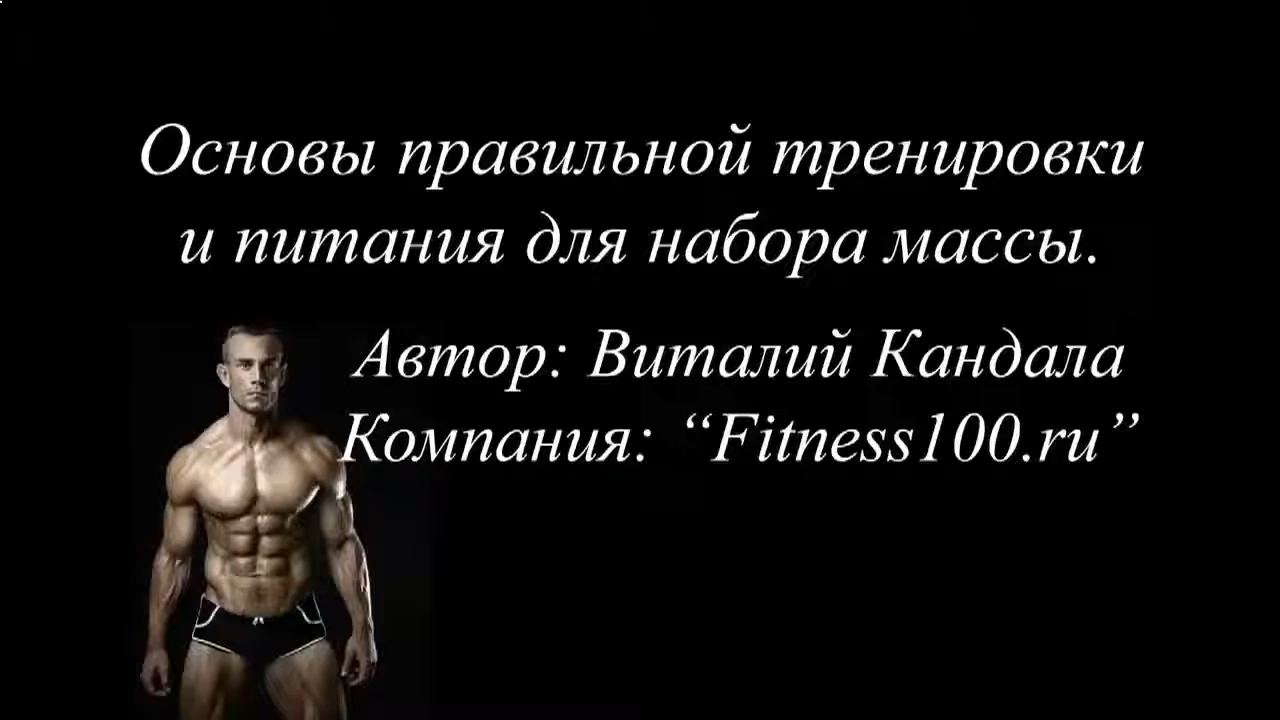 Основы правильной тренировки
и питания для набора массы.
Автор: Виталий Кандала
Компания: “Fitness100.ru”